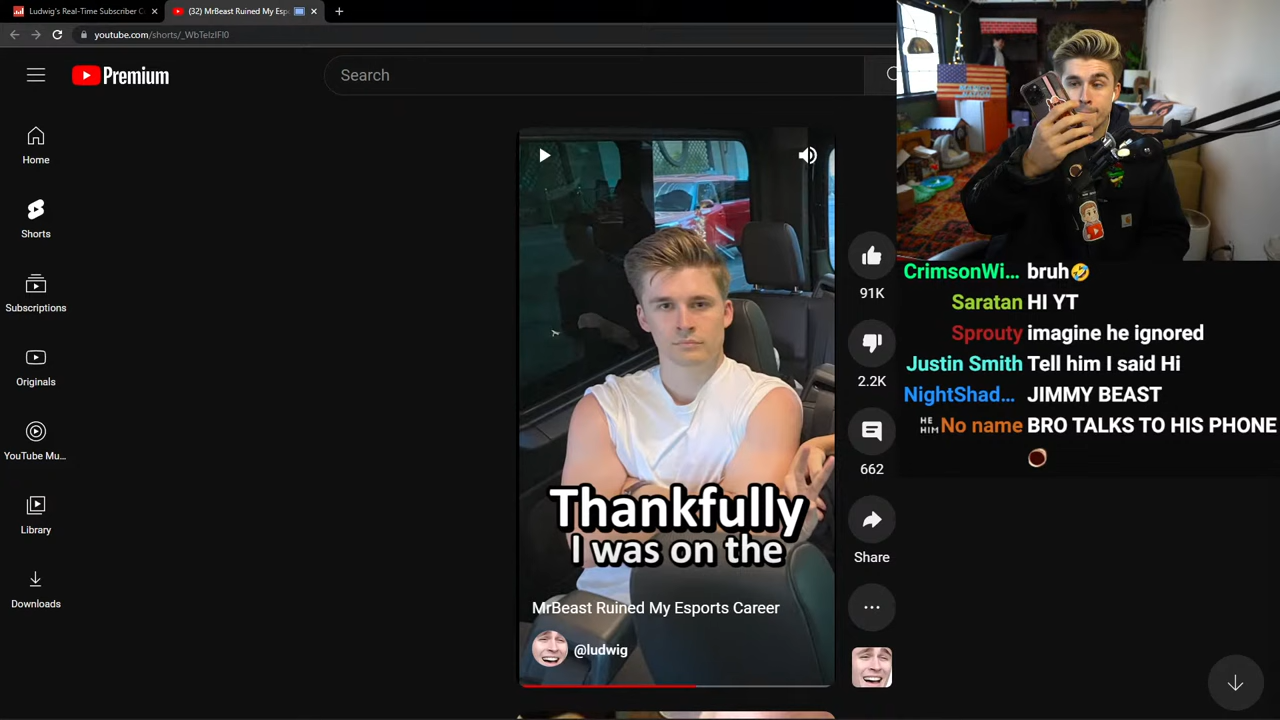 Ludwig's Real-Time Subscriber C
(32) MrBeast Ruined My Esp
youtube.com/shorts/_WbTelzIFI0
Premium
Search
Home
Shorts
Subscriptions
Originals
YouTube Mu...
Library
Downloads
Thankfully
I was on the
MrBeast Ruined My Esports Career
@ludwig
91K
2.2K
662
Share
CrimsonWi... bruh🤣
Saratan HI YT
Sprouty imagine he ignored
Justin Smith Tell him I said Hi
NightShad... JIMMY BEAST
HE HIM No name BRO TALKS TO HIS PHONE